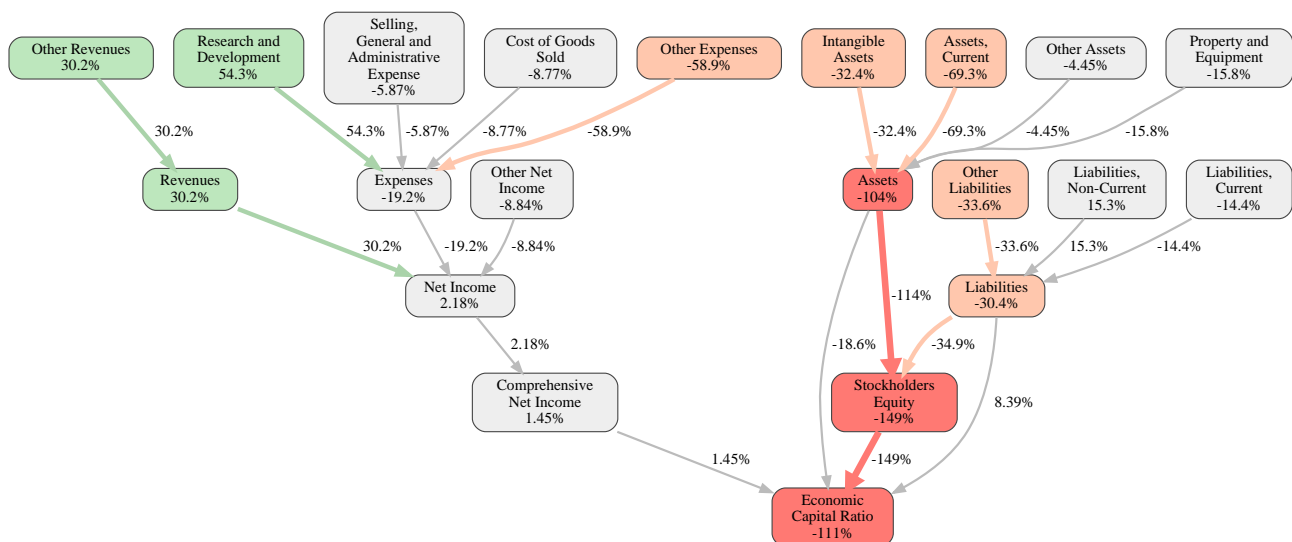 Other Revenues
30.2%
Research and
Development
54.3%
Selling,
General and
Administrative
Expense
-5.87%
Cost of Goods
Sold
-8.77%
Other Expenses
-58.9%
Intangible
Assets
-32.4%
Assets,
Current
-69.3%
Other Assets
-4.45%
Property and
Equipment
-15.8%
30.2%
54.3%
-5.87%
-8.77%
-58.9%
-32.4%
-69.3%
-4.45%
-15.8%
Revenues
30.2%
Expenses
-19.2%
Other Net
Income
-8.84%
Assets
-104%
Other
Liabilities
-33.6%
Liabilities,
Non-Current
15.3%
Liabilities,
Current
-14.4%
30.2%
-19.2%
-8.84%
-33.6%
15.3%
-14.4%
Net Income
2.18%
Liabilities
-30.4%
-114%
2.18%
-18.6%
-34.9%
Comprehensive
Net Income
1.45%
Stockholders
Equity
-149%
8.39%
1.45%
-149%
Economic
Capital Ratio
-111%